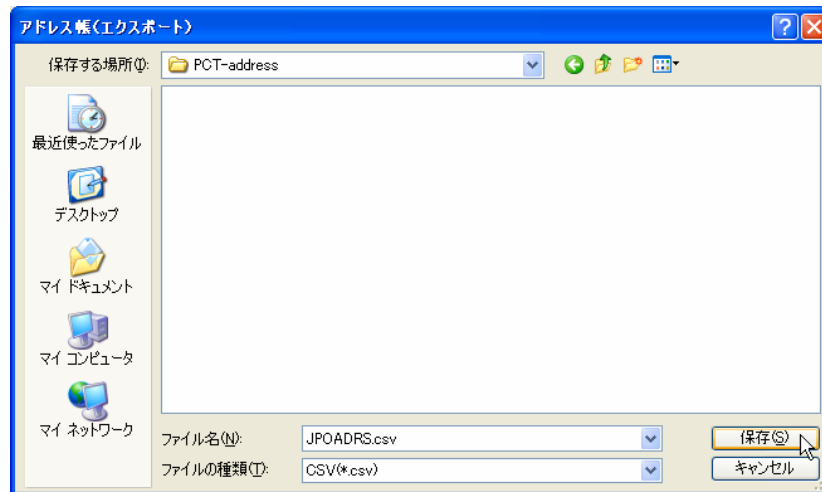 アドレス帳(エクスポート)
保存する場所(I):
PCT-address
最近使ったファイル
デスクトップ
マイ ドキュメント
マイ コンピュータ
マイ ネットワーク
ファイル名(N):
JPOADRS.csv
保存(S)
ファイルの種類(T):
CSV(*.csv)
キャンセル